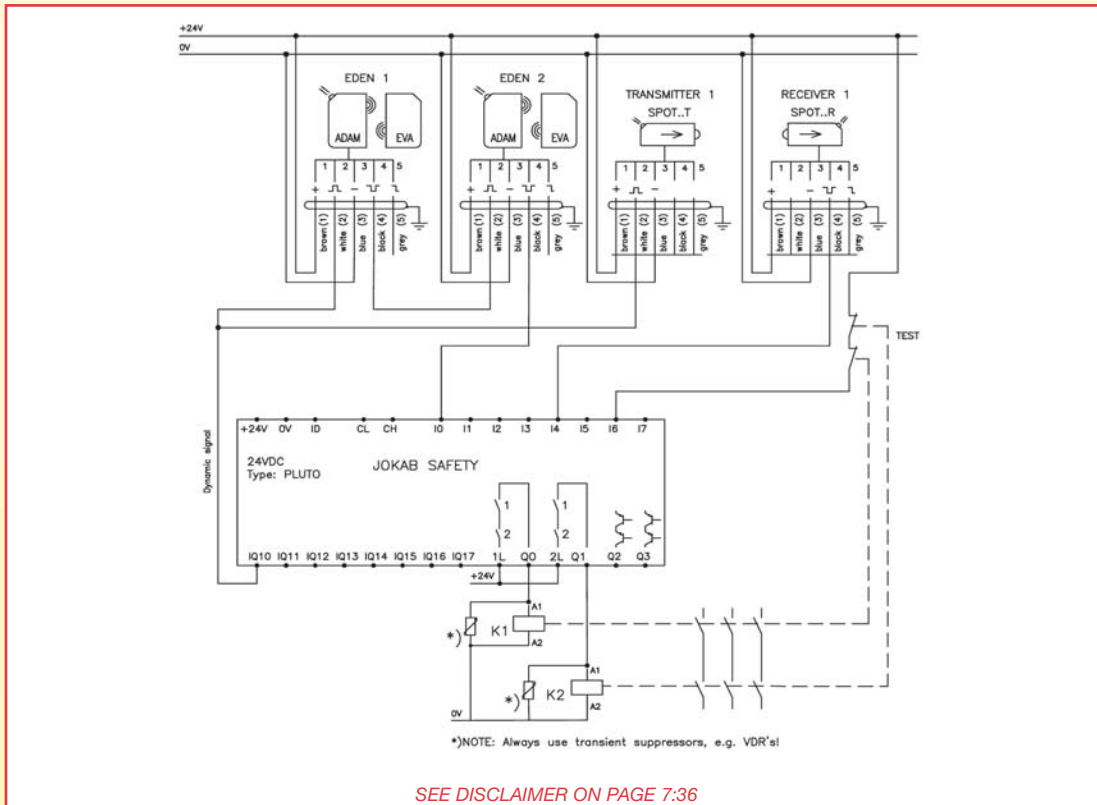 +24V
0V
EDEN 1
EDEN 2
TRANSMITTER 1
SPOT..T
RECEIVER 1
SPOT..R
ADAM
EVA
ADAM
EVA
1 2 3 4 5
1 2 3 4 5
1 2 3 4 5
1 2 3 4 5
+ –
+ –
+ –
+ –
brown (1)
white (2)
blue (3)
black (4)
grey (5)
brown (1)
white (2)
blue (3)
black (4)
grey (5)
brown (1)
white (2)
blue (3)
black (4)
grey (5)
brown (1)
white (2)
blue (3)
black (4)
grey (5)
TEST
Dynamic signal
+24V 0V ID CL CH I0 I1 I2 I3 I4 I5 I6 I7
24VDC
Type: PLUTO
JOKAB SAFETY
1
2
1
2
IQ10 IQ11 IQ12 IQ13 IQ14 IQ15 IQ16 IQ17 1L Q0 2L Q1 Q2 Q3
+24V
A1
*) K1
A2
A1
*) K2
A2
0V
*)NOTE: Always use transient suppressors, e.g. VDR's!
SEE DISCLAIMER ON PAGE 7:36